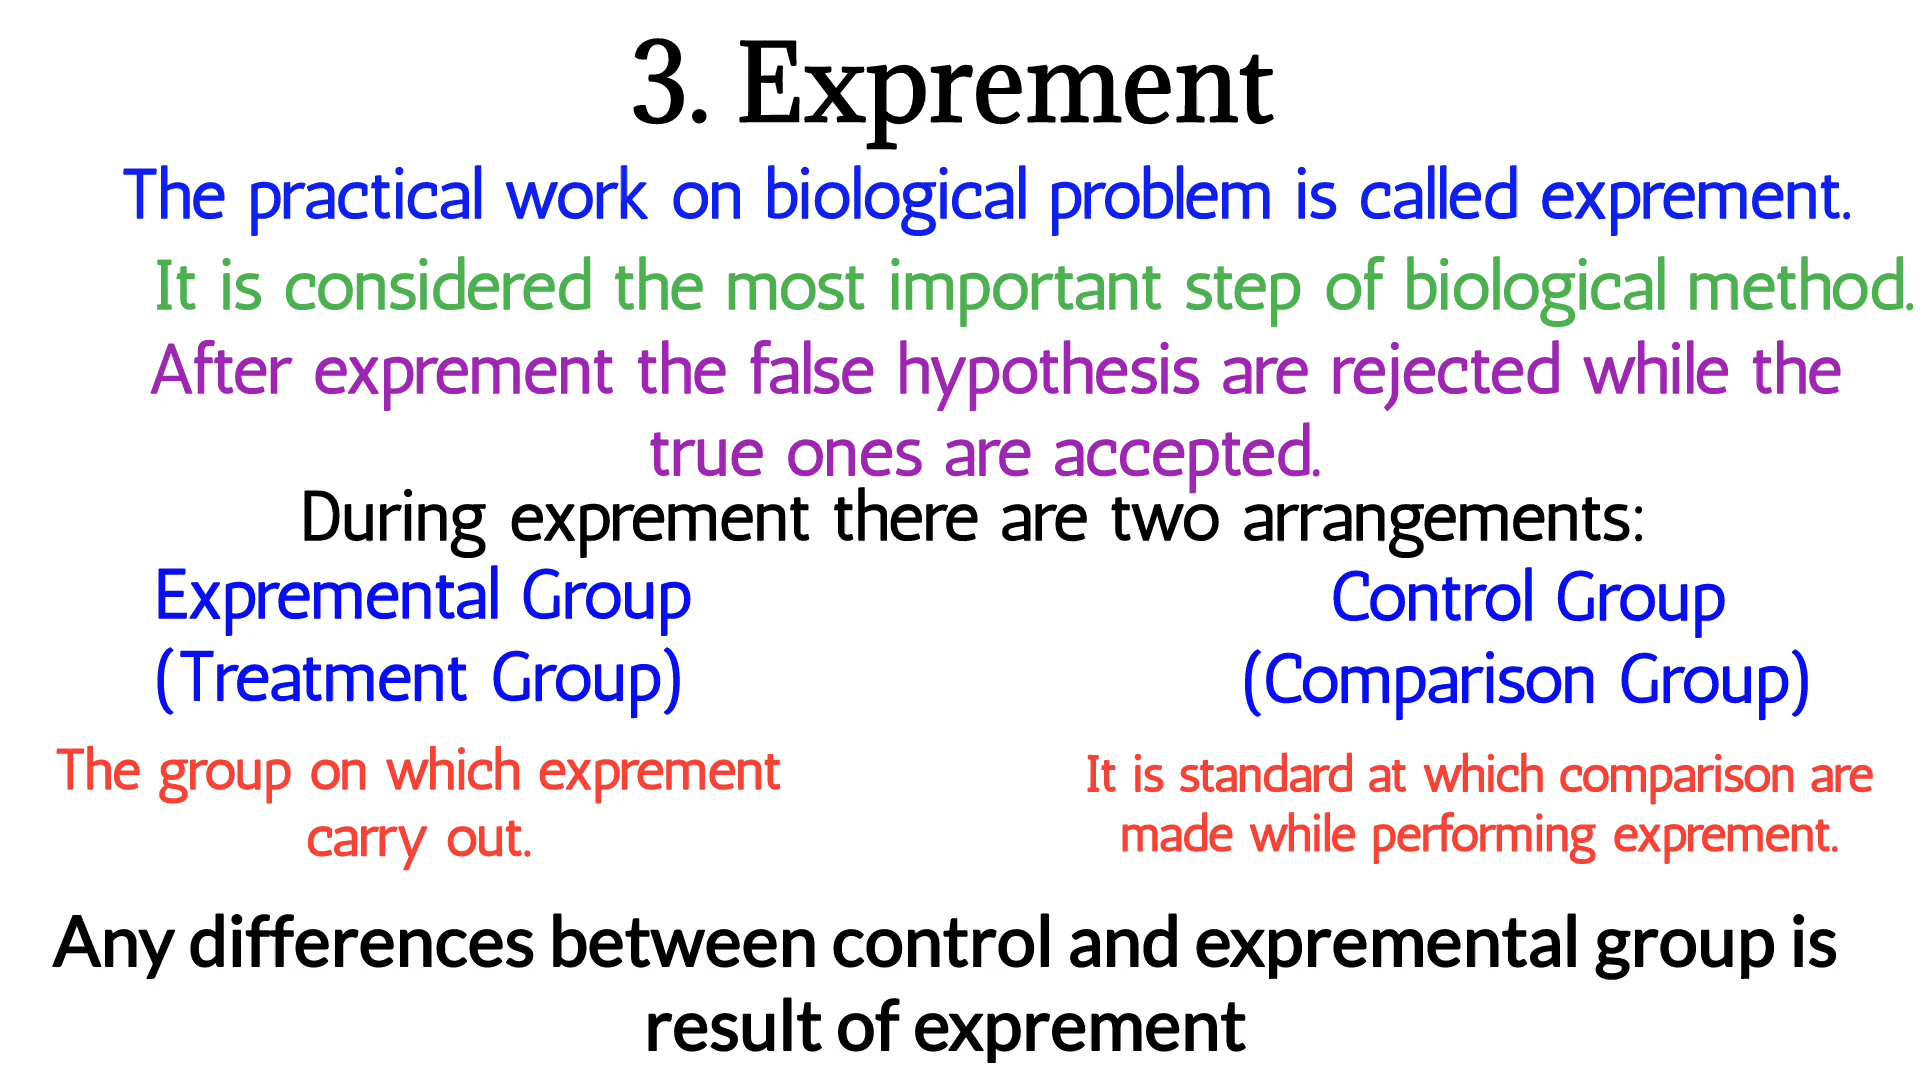 3. Exprement
The practical work on biological problem is called exprement.
It is considered the most important step of biological method.
After exprement the false hypothesis are rejected while the
true ones are accepted.
During exprement there are two arrangements:
Expremental Group
(Treatment Group)
The group on which exprement
carry out.
Control Group
(Comparison Group)
It is standard at which comparison are
made while performing exprement.
Any differences between control and expremental group is
result of exprement